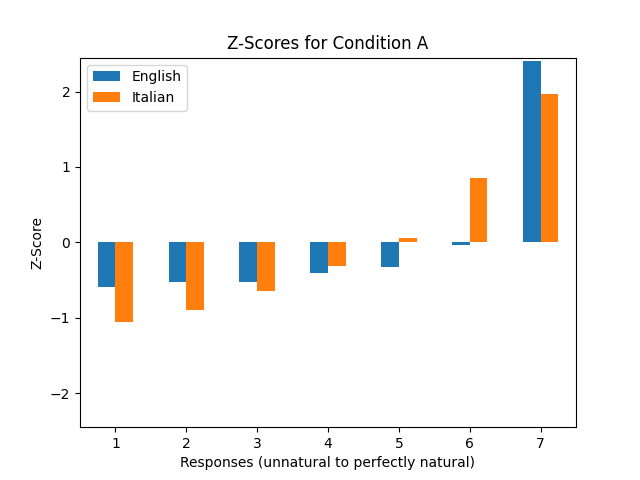 Z-Scores for Condition A
English
Italian
Z-Score
2
1
0
−1
−2
1 2 3 4 5 6 7
Responses (unnatural to perfectly natural)